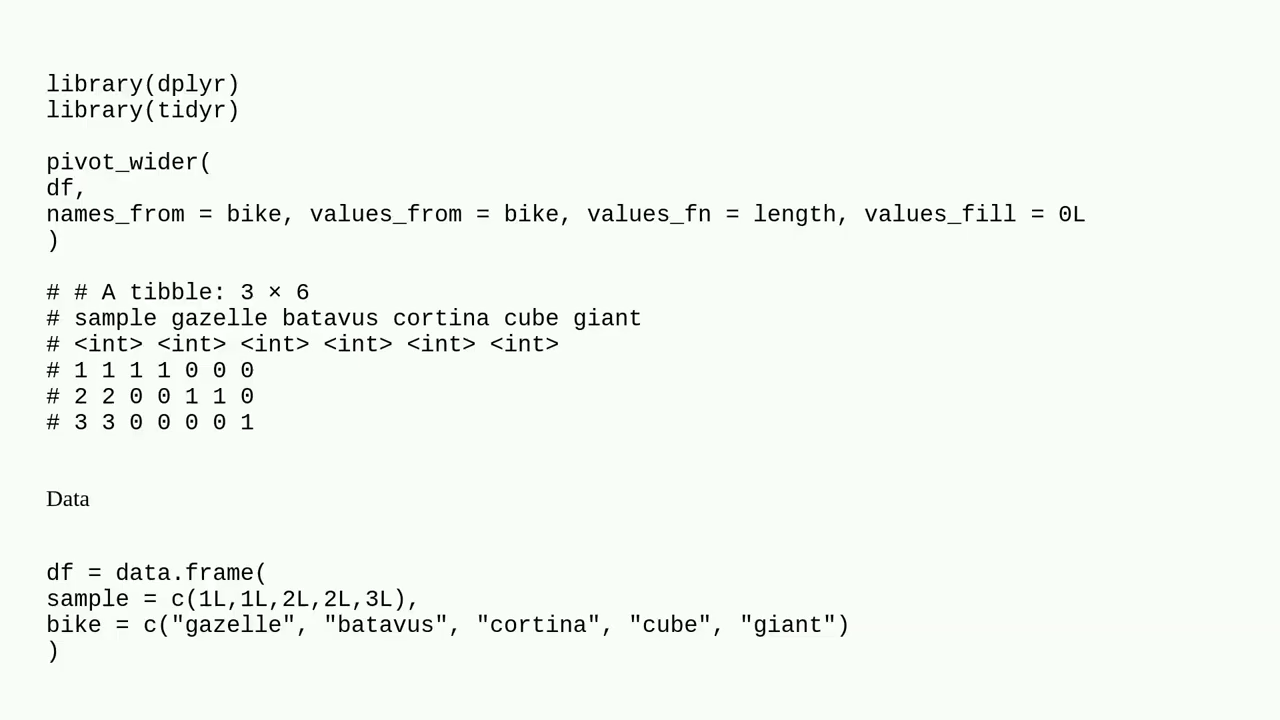 library(dplyr)
library(tidyr)
pivot_wider(
df,
names_from = bike, values_from = bike, values_fn = length, values_fill = 0L
)
# # A tibble: 3 × 6
# sample gazelle batavus cortina cube giant
# <int> <int> <int> <int> <int> <int>
# 1 1 1 1 0 0 0
# 2 2 0 0 1 1 0
# 3 3 0 0 0 0 1
Data
df = data.frame(
sample = c(1L,1L,2L,2L,3L),
bike = c("gazelle", "batavus", "cortina", "cube", "giant")
)